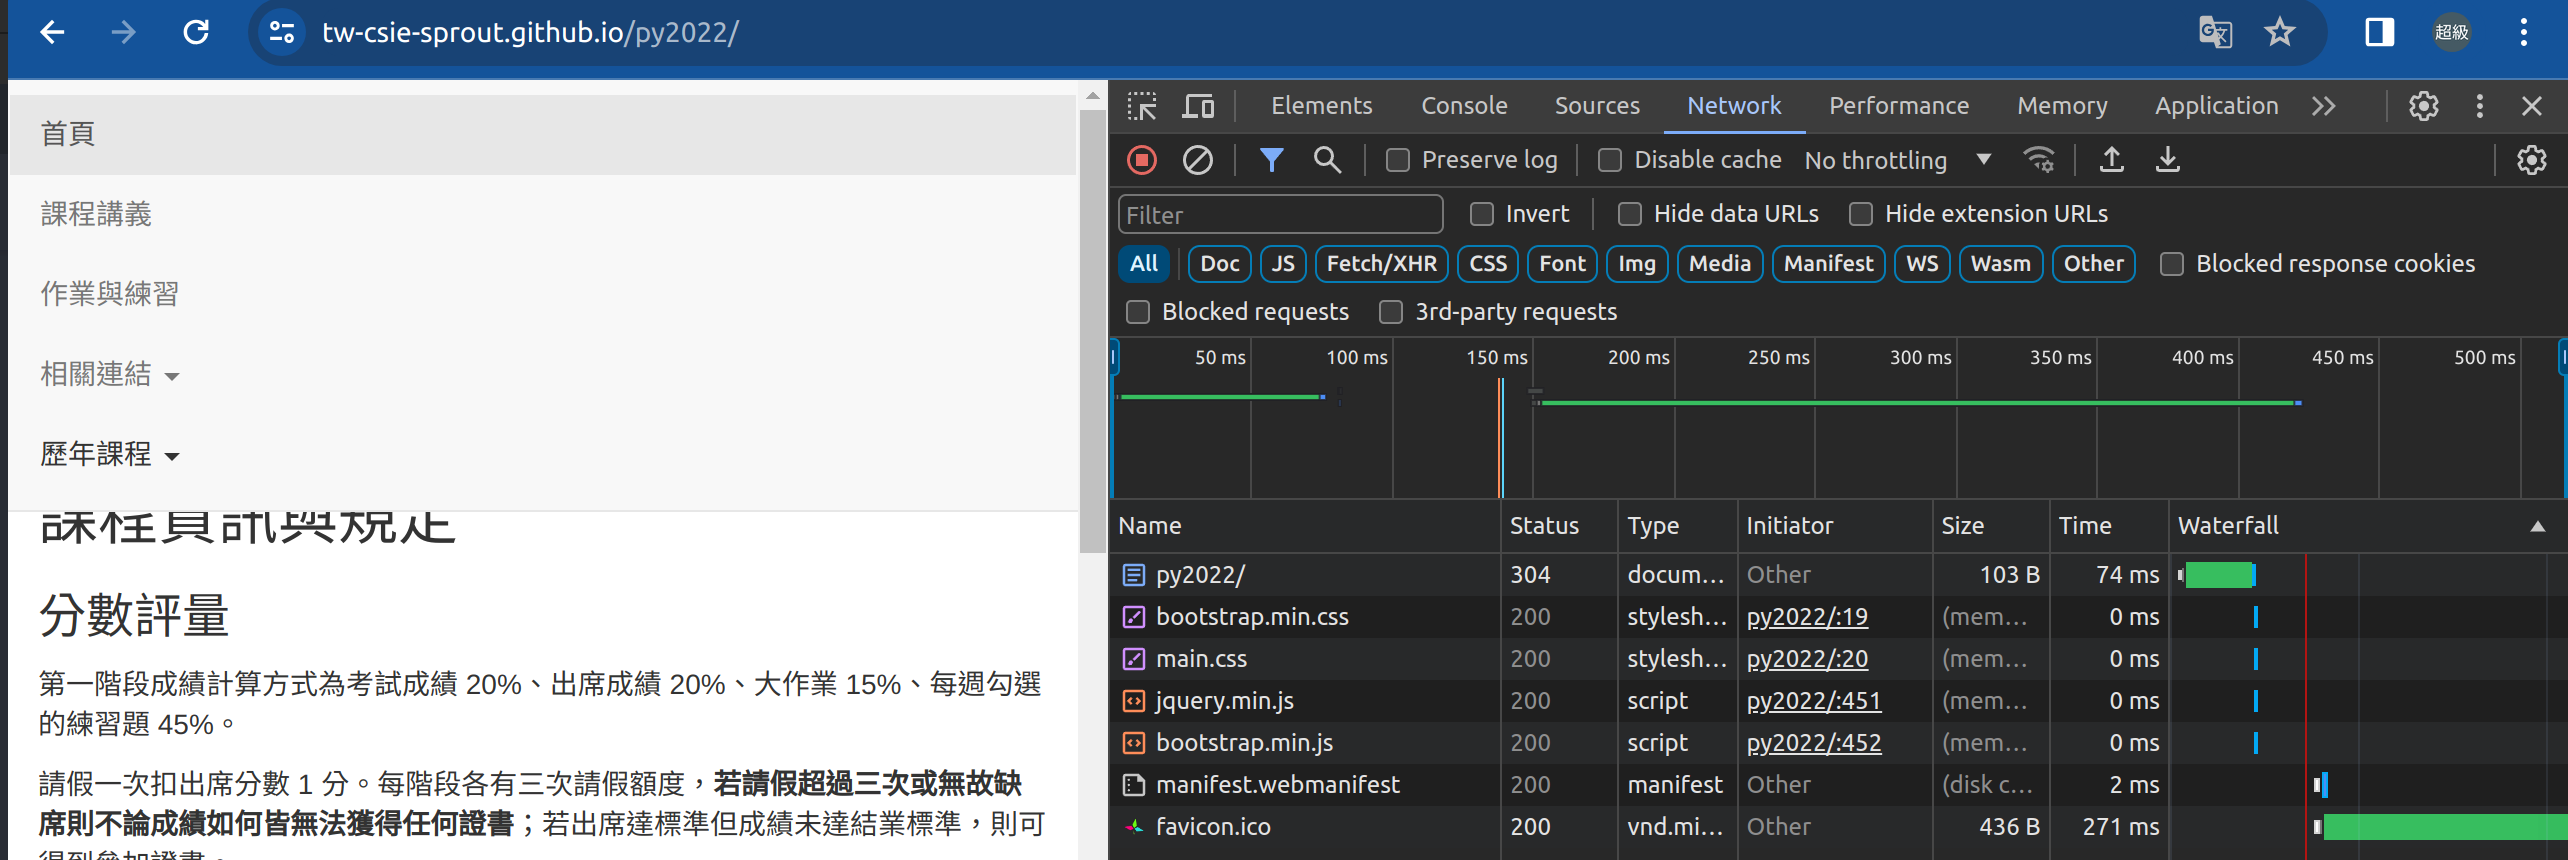 tw-csie-sprout.github.io/py2022/
超級
首頁
課程講義
作業與練習
相關連結
歷年課程
課程資訊與規定
分數評量
第一階段成績計算方式為考試成績 20%、出席成績 20%、大作業 15%、每週勾選
的練習題 45%。
請假一次扣出席分數 1 分。每階段各有三次請假額度，若請假超過三次或無故缺
席則不論成績如何皆無法獲得任何證書；若出席達標準但成績未達結業標準，則可
得到參加證書。
Elements Console Sources Network Performance Memory Application
Preserve log Disable cache No throttling
Filter Invert Hide data URLs Hide extension URLs
All Doc JS Fetch/XHR CSS Font Img Media Manifest WS Wasm Other Blocked response cookies
Blocked requests 3rd-party requests
50 ms 100 ms 150 ms 200 ms 250 ms 300 ms 350 ms 400 ms 450 ms 500 ms
Name Status Type Initiator Size Time Waterfall
py2022/ 304 docum… Other 103 B 74 ms
bootstrap.min.css 200 stylesh… py2022/:19 (mem… 0 ms
main.css 200 stylesh… py2022/:20 (mem… 0 ms
jquery.min.js 200 script py2022/:451 (mem… 0 ms
bootstrap.min.js 200 script py2022/:452 (mem… 0 ms
manifest.webmanifest 200 manifest Other (disk c… 2 ms
favicon.ico 200 vnd.mi… Other 436 B 271 ms